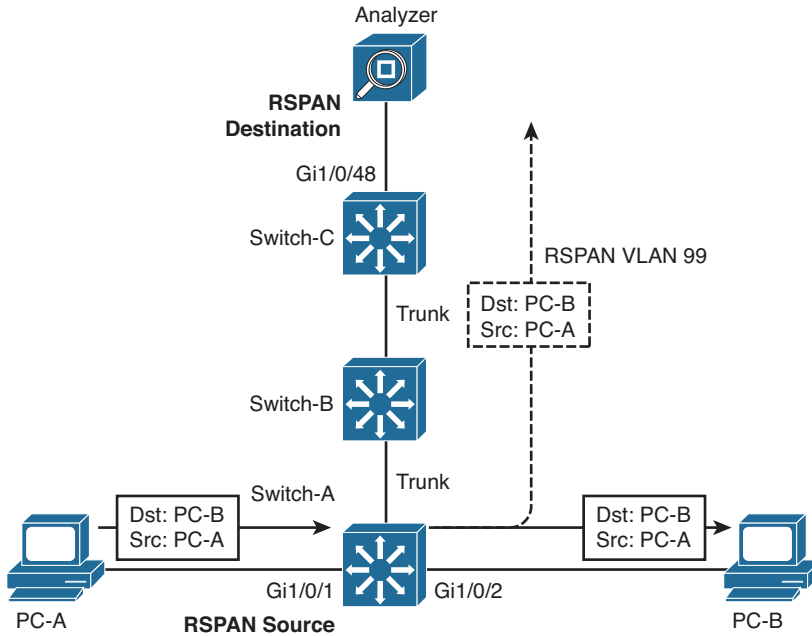 Analyzer
RSPAN
Destination
Gi1/0/48
Switch-C
RSPAN VLAN 99
Dst: PC-B
Src: PC-A
Trunk
Switch-B
Switch-A
Trunk
Dst: PC-B
Src: PC-A
Dst: PC-B
Src: PC-A
Gi1/0/1
Gi1/0/2
PC-A
RSPAN Source
PC-B